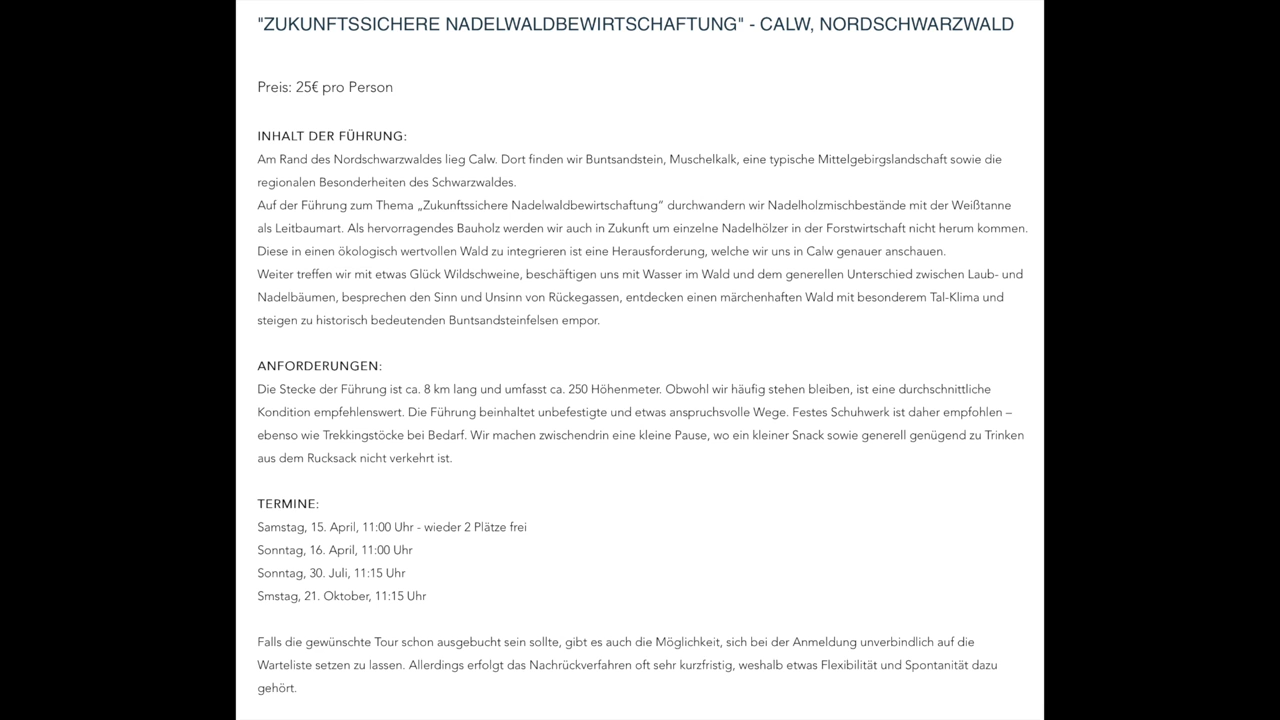 "ZUKUNFTSSICHERE NADELWALDBEWIRTSCHAFTUNG" - CALW, NORDSCHWARZWALD
Preis: 25€ pro Person
INHALT DER FÜHRUNG:
Am Rand des Nordschwarzwaldes lieg Calw. Dort finden wir Buntsandstein, Muschelkalk, eine typische Mittelgebirgslandschaft sowie die
regionalen Besonderheiten des Schwarzwaldes.
Auf der Führung zum Thema „Zukunftssichere Nadelwaldbewirtschaftung" durchwandern wir Nadelholzmischbestände mit der Weißtanne
als Leitbaumart. Als hervorragendes Bauholz werden wir auch in Zukunft um einzelne Nadelhölzer in der Forstwirtschaft nicht herum kommen.
Diese in einen ökologisch wertvollen Wald zu integrieren ist eine Herausforderung, welche wir uns in Calw genauer anschauen.
Weiter treffen wir mit etwas Glück Wildschweine, beschäftigen uns mit Wasser im Wald und dem generellen Unterschied zwischen Laub- und
Nadelbäumen, besprechen den Sinn und Unsinn von Rückegassen, entdecken einen märchenhaften Wald mit besonderem Tal-Klima und
steigen zu historisch bedeutenden Buntsandsteinfelsen empor.
ANFORDERUNGEN:
Die Stecke der Führung ist ca. 8 km lang und umfasst ca. 250 Höhenmeter. Obwohl wir häufig stehen bleiben, ist eine durchschnittliche
Kondition empfehlenswert. Die Führung beinhaltet unbefestigte und etwas anspruchsvolle Wege. Festes Schuhwerk ist daher empfohlen –
ebenso wie Trekkingstöcke bei Bedarf. Wir machen zwischendrin eine kleine Pause, wo ein kleiner Snack sowie generell genügend zu Trinken
aus dem Rucksack nicht verkehrt ist.
TERMINE:
Samstag, 15. April, 11:00 Uhr - wieder 2 Plätze frei
Sonntag, 16. April, 11:00 Uhr
Sonntag, 30. Juli, 11:15 Uhr
Smstag, 21. Oktober, 11:15 Uhr
Falls die gewünschte Tour schon ausgebucht sein sollte, gibt es auch die Möglichkeit, sich bei der Anmeldung unverbindlich auf die
Warteliste setzen zu lassen. Allerdings erfolgt das Nachrückverfahren oft sehr kurzfristig, weshalb etwas Flexibilität und Spontanität dazu
gehört.